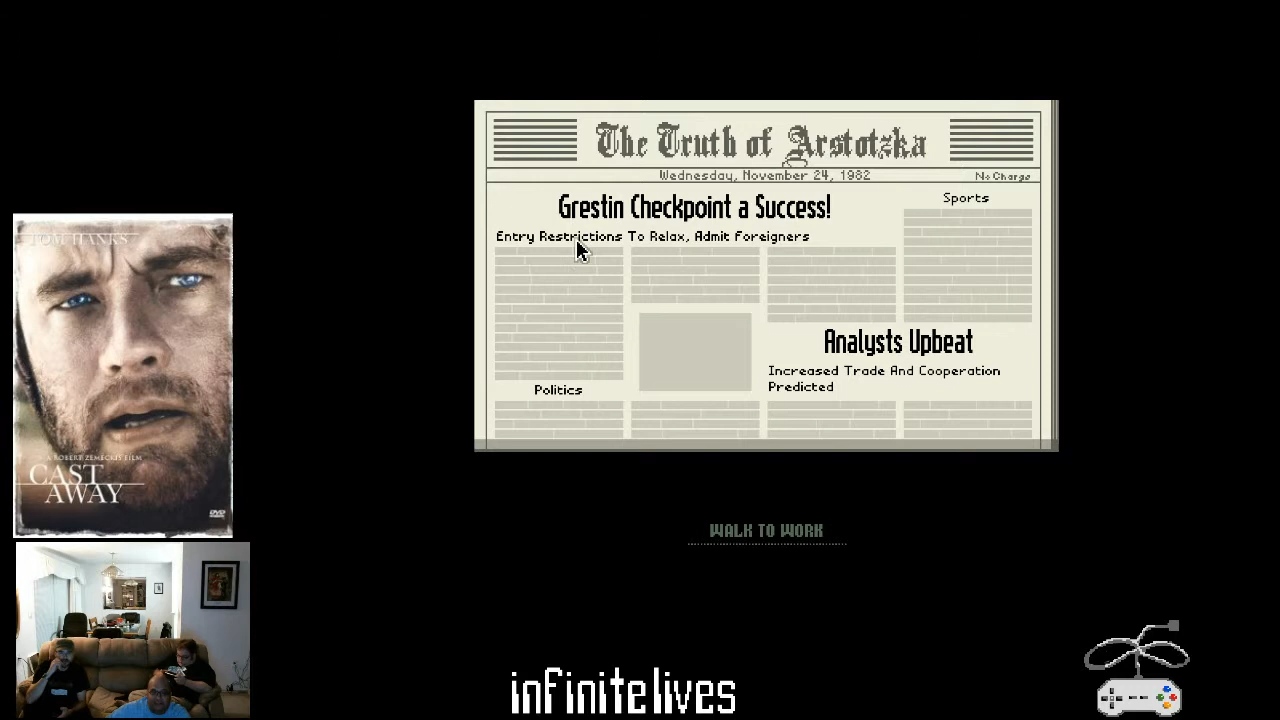 The Truth of Arstotzka
Wednesday, November 24, 1982
No Charge
Grestin Checkpoint a Success!
Entry Restrictions To Relax, Admit Foreigners
Sports
Analysts Upbeat
Increased Trade And Cooperation
Predicted
Politics
WALK TO WORK
TOM HANKS
A ROBERT ZEMECKIS FILM
CAST
AWAY
DVD
infinitelives